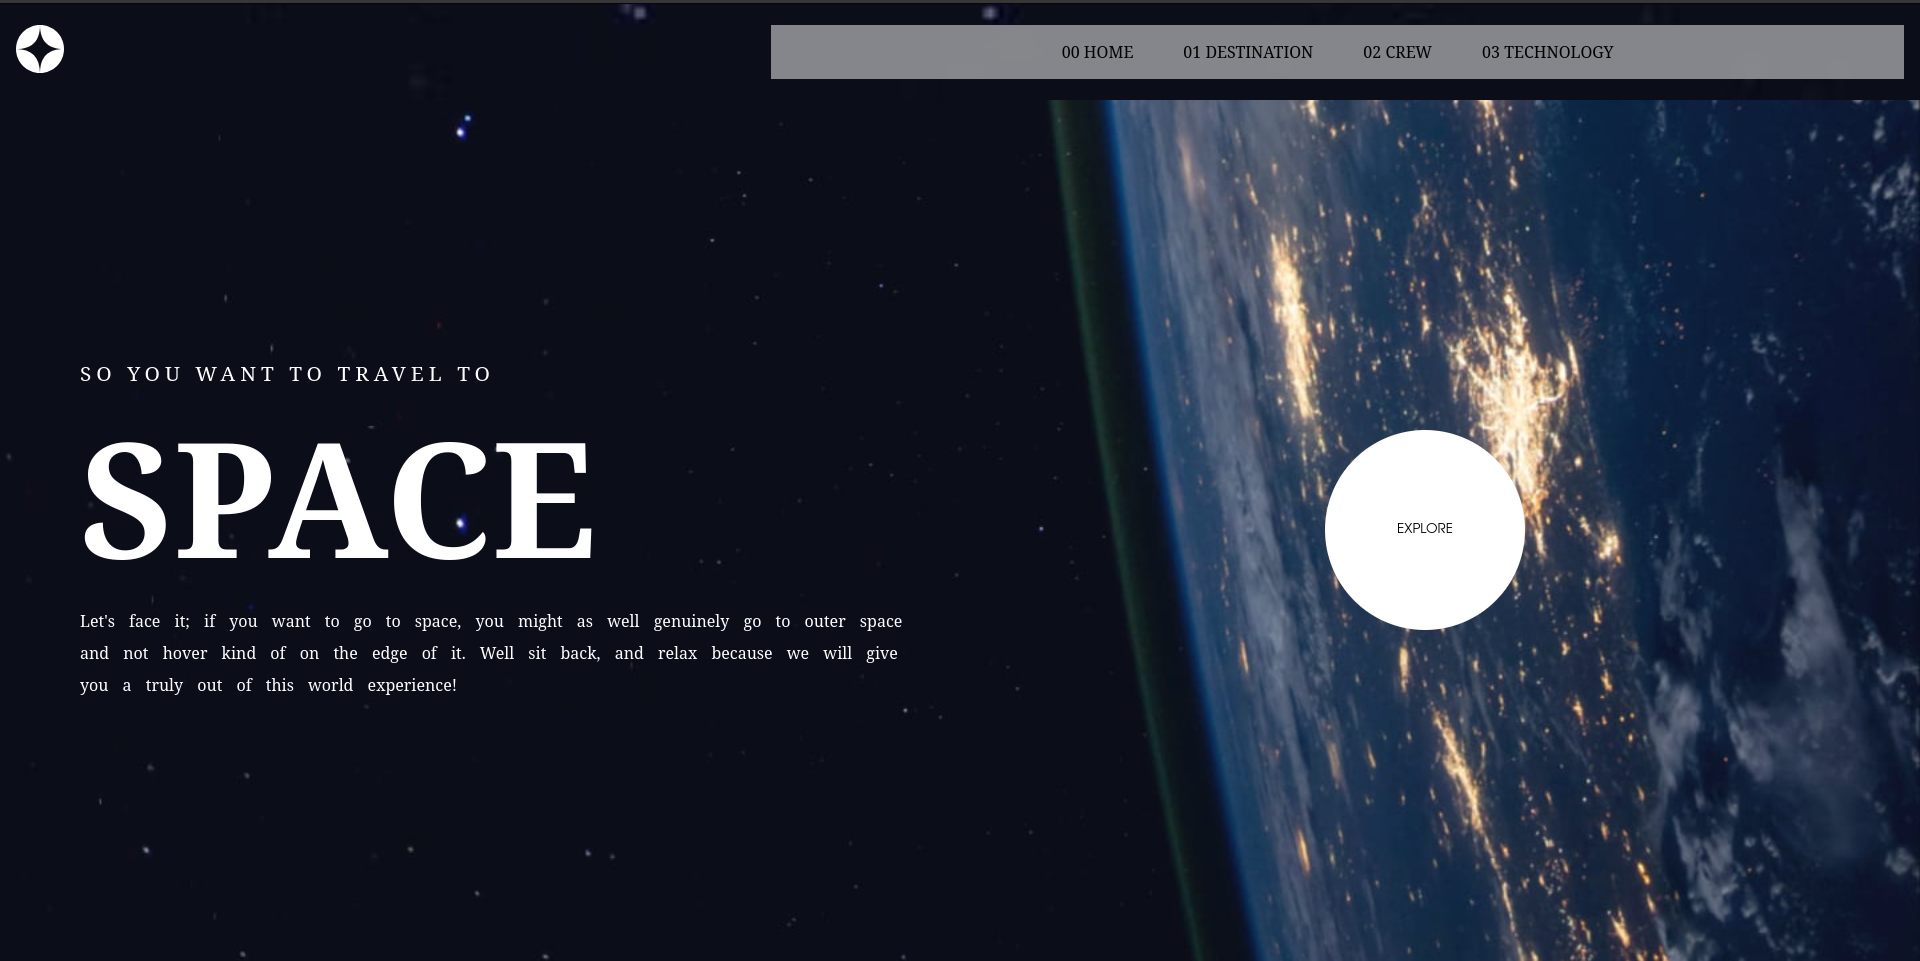 00 HOME 01 DESTINATION 02 CREW 03 TECHNOLOGY
SO YOU WANT TO TRAVEL TO
SPACE
Let's face it; if you want to go to space, you might as well genuinely go to outer space
and not hover kind of on the edge of it. Well sit back, and relax because we will give
you a truly out of this world experience!
EXPLORE